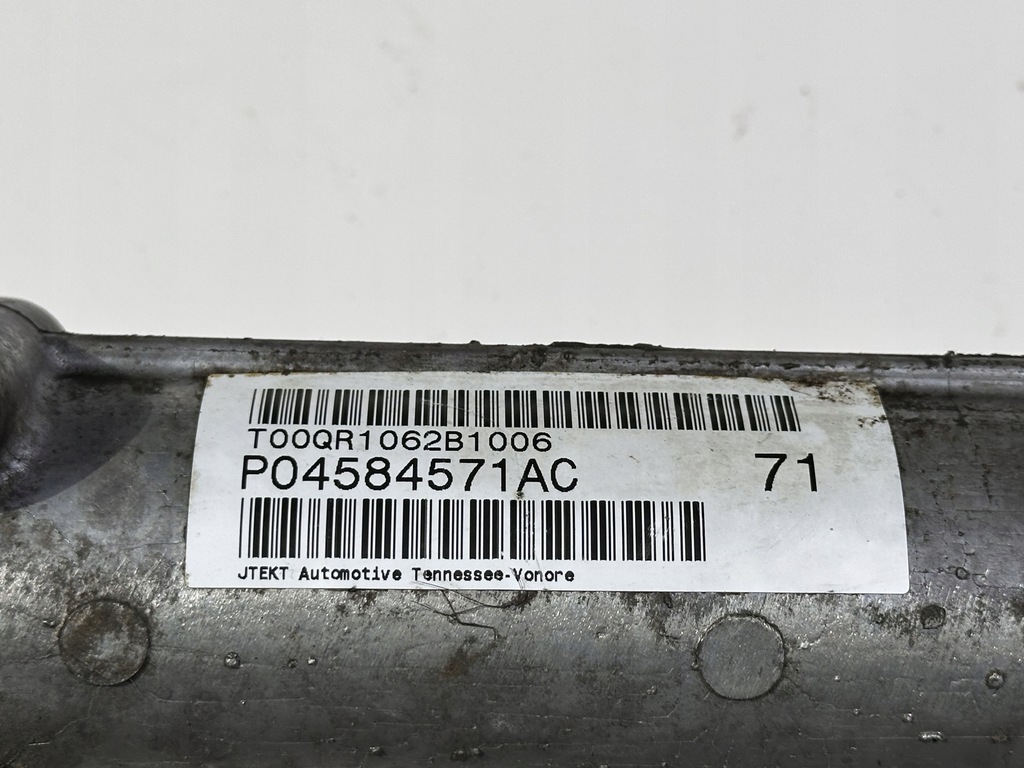 T00QR1062B1006
P04584571AC 71
JTEKT Automotive Tennessee-Vonore